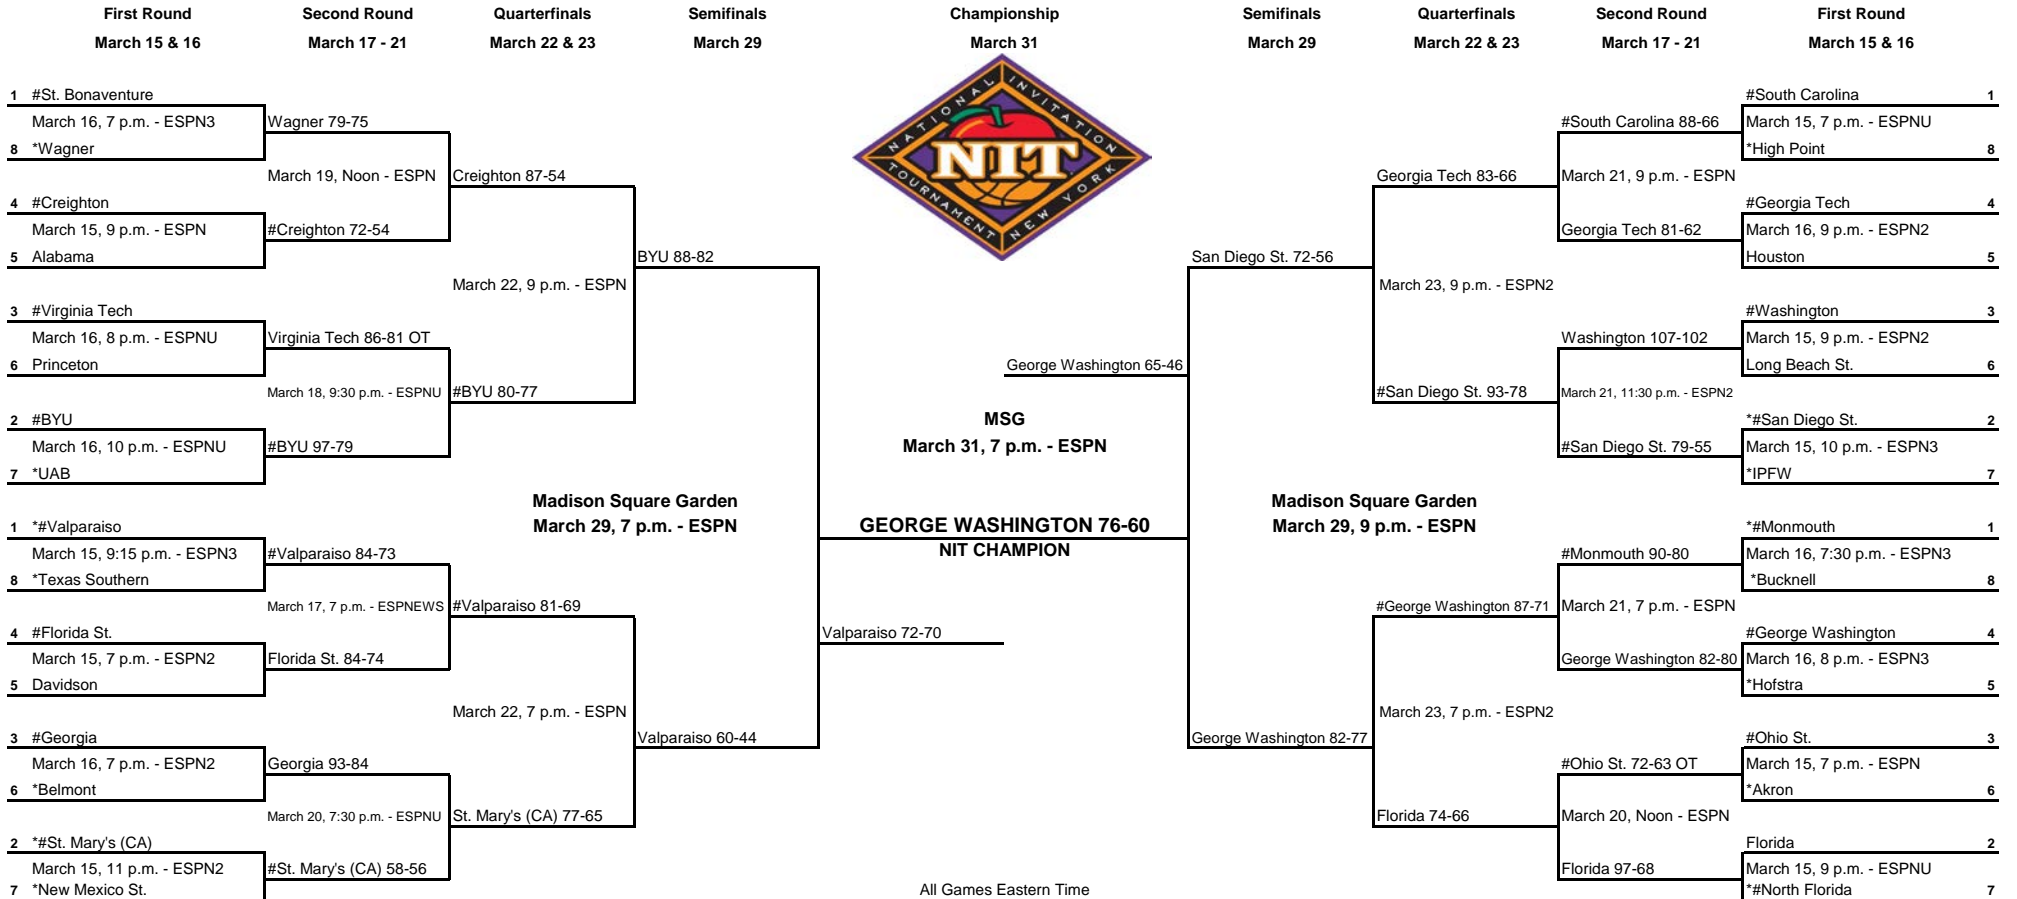 First Round Second Round Quarterfinals Semifinals Championship Semifinals Quarterfinals Second Round First Round
March 15 & 16 March 17 - 21 March 22 & 23 March 29 March 31 March 29 March 22 & 23 March 17 - 21 March 15 & 16
1 #St. Bonaventure
March 16, 7 p.m. - ESPN3
8 *Wagner
4 #Creighton
March 15, 9 p.m. - ESPN
5 Alabama
3 #Virginia Tech
March 16, 8 p.m. - ESPNU
6 Princeton
2 #BYU
March 16, 10 p.m. - ESPNU
7 *UAB
1 *#Valparaiso
March 15, 9:15 p.m. - ESPN3
8 *Texas Southern
4 #Florida St.
March 15, 7 p.m. - ESPN2
5 Davidson
3 #Georgia
March 16, 7 p.m. - ESPN2
6 *Belmont
2 *#St. Mary's (CA)
March 15, 11 p.m. - ESPN2
7 *New Mexico St.
Wagner 79-75
March 19, Noon - ESPN
#Creighton 72-54
Virginia Tech 86-81 OT
March 18, 9:30 p.m. - ESPNU
#BYU 97-79
#Valparaiso 84-73
March 17, 7 p.m. - ESPNEWS
Florida St. 84-74
Georgia 93-84
March 20, 7:30 p.m. - ESPNU
#St. Mary's (CA) 58-56
Creighton 87-54
March 22, 9 p.m. - ESPN
#BYU 80-77
Madison Square Garden
March 29, 7 p.m. - ESPN
#Valparaiso 81-69
March 22, 7 p.m. - ESPN
St. Mary's (CA) 77-65
BYU 88-82
Valparaiso 60-44
NATIONAL INVITATION
NIT
TOURNAMENT NEW YORK
George Washington 65-46
MSG
March 31, 7 p.m. - ESPN
GEORGE WASHINGTON 76-60
NIT CHAMPION
Valparaiso 72-70
All Games Eastern Time
San Diego St. 72-56
George Washington 82-77
Georgia Tech 83-66
March 23, 9 p.m. - ESPN2
#San Diego St. 93-78
Madison Square Garden
March 29, 9 p.m. - ESPN
#George Washington 87-71
March 23, 7 p.m. - ESPN2
Florida 74-66
#South Carolina 88-66
March 21, 9 p.m. - ESPN
Georgia Tech 81-62
Washington 107-102
March 21, 11:30 p.m. - ESPN2
#San Diego St. 79-55
#Monmouth 90-80
March 21, 7 p.m. - ESPN
George Washington 82-80
#Ohio St. 72-63 OT
March 20, Noon - ESPN
Florida 97-68
#South Carolina 1
March 15, 7 p.m. - ESPNU
*High Point 8
#Georgia Tech 4
March 16, 9 p.m. - ESPN2
Houston 5
#Washington 3
March 15, 9 p.m. - ESPN2
Long Beach St. 6
*#San Diego St. 2
March 15, 10 p.m. - ESPN3
*IPFW 7
*#Monmouth 1
March 16, 7:30 p.m. - ESPN3
*Bucknell 8
#George Washington 4
March 16, 8 p.m. - ESPN3
*Hofstra 5
#Ohio St. 3
March 15, 7 p.m. - ESPN
*Akron 6
Florida 2
March 15, 9 p.m. - ESPNU
*#North Florida 7